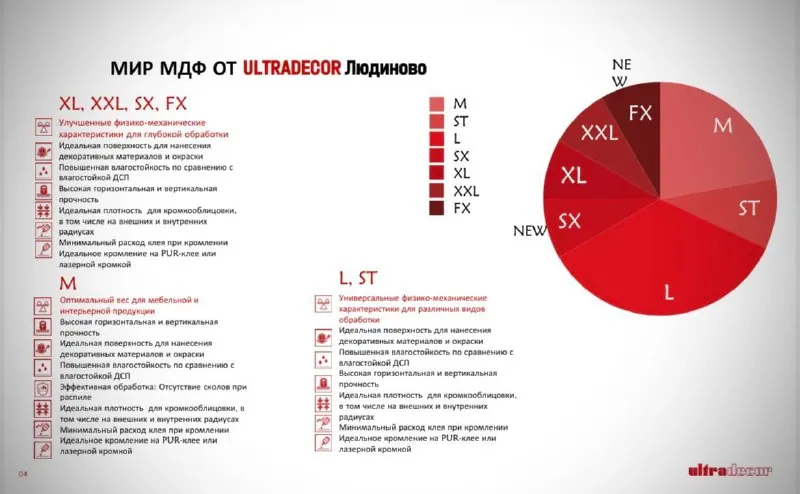 МИР МДФ ОТ ULTRADECOR Людиново
XL, XXL, SX, FX
Улучшенные физико-механические
характеристики для глубокой обработки
Идеальная поверхность для нанесения
декоративных материалов и окраски
Повышенная влагостойкость по сравнению с
влагостойкой ДСП
Высокая горизонтальная и вертикальная
прочность
Идеальная плотность для кромкооблицовки,
в том числе на внешних и внутренних
радиусах
Минимальный расход клея при кромлении
Идеальное кромление на PUR-клее или
лазерной кромкой
M
Оптимальный вес для мебельной и
интерьерной продукции
Высокая горизонтальная и вертикальная
прочность
Идеальная поверхность для нанесения
декоративных материалов и окраски
Повышенная влагостойкость по сравнению с
влагостойкой ДСП
Эффективная обработка: Отсутствие сколов при
распиле
Идеальная плотность для кромкооблицовки, в
том числе на внешних и внутренних радиусах
Минимальный расход клея при кромлении
Идеальное кромление на PUR-клее или
лазерной кромкой
L, ST
Универсальные физико-механические
характеристики для различных видов
обработки
Идеальная поверхность для нанесения
декоративных материалов и окраски
Повышенная влагостойкость по сравнению с
влагостойкой ДСП
Высокая горизонтальная и вертикальная
прочность
Идеальная плотность для кромкооблицовки,
в том числе на внешних и внутренних
радиусах
Минимальный расход клея при кромлении
Идеальное кромление на PUR-клее или
лазерной кромкой
M
ST
L
SX
XL
XXL
FX
NE
W
FX
M
XXL
XL
ST
SX
NEW
L
04
ultradecor